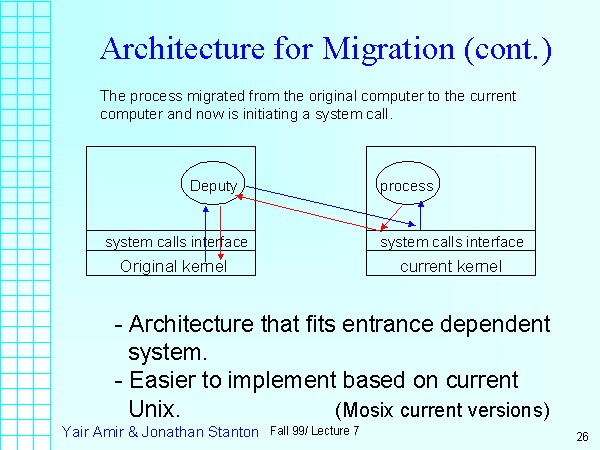 Architecture for Migration (cont.)
The process migrated from the original computer to the current
computer and now is initiating a system call.
Deputy
process
system calls interface
system calls interface
Original kernel
current kernel
- Architecture that fits entrance dependent
system.
- Easier to implement based on current
Unix. (Mosix current versions)
Yair Amir & Jonathan Stanton Fall 99/ Lecture 7
26